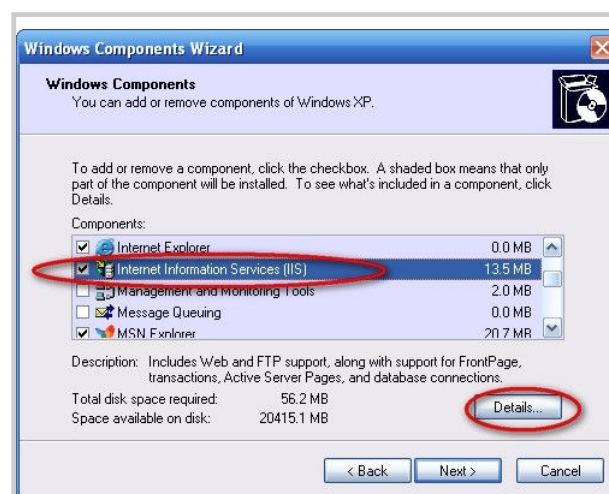 Windows Components Wizard
Windows Components
You can add or remove components of Windows XP.
To add or remove a component, click the checkbox. A shaded box means that only
part of the component will be installed. To see what's included in a component, click
Details.
Components:
Internet Explorer 0.0 MB
Internet Information Services (IIS) 13.5 MB
Management and Monitoring Tools 2.0 MB
Message Queuing 0.0 MB
MSN Explorer 20.7 MB
Description: Includes Web and FTP support, along with support for FrontPage,
transactions, Active Server Pages, and database connections.
Total disk space required: 56.2 MB
Space available on disk: 20415.1 MB
Details...
< Back Next > Cancel